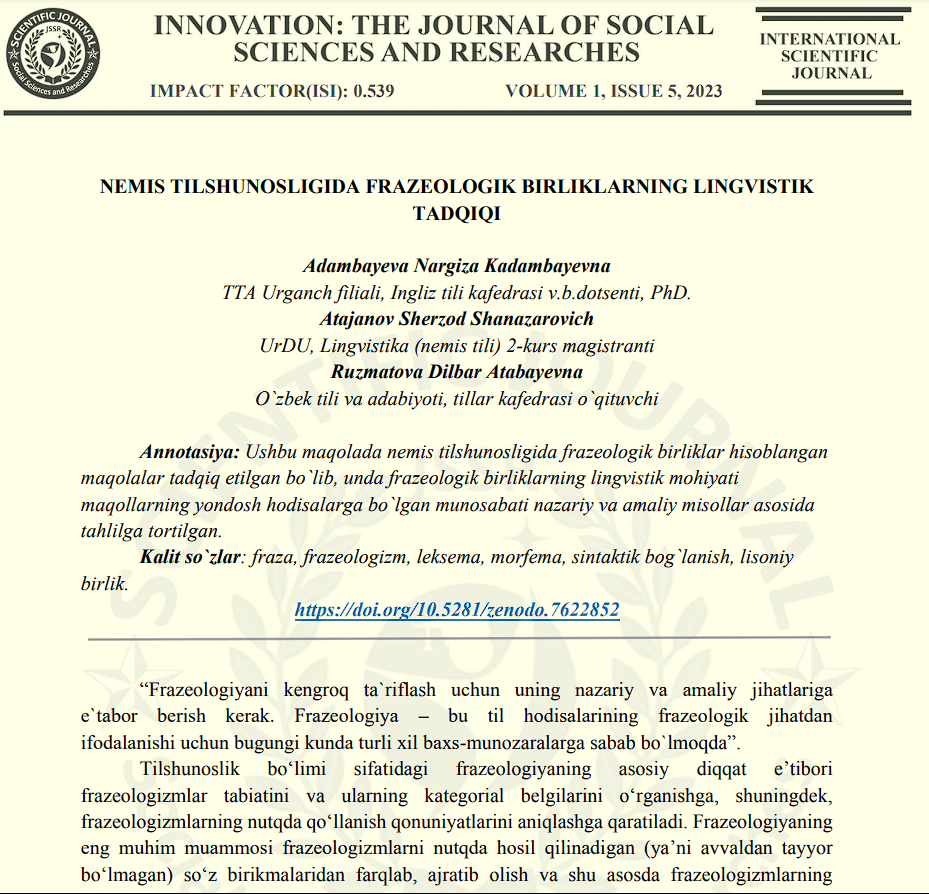 INNOVATION: THE JOURNAL OF SOCIAL
SCIENCES AND RESEARCHES
IMPACT FACTOR(ISI): 0.539
VOLUME 1, ISSUE 5, 2023
INTERNATIONAL
SCIENTIFIC
JOURNAL
SCIENTIFIC JOURNAL
JSSR
Social Sciences and Researches
NEMIS TILSHUNOSLIGIDA FRAZEOLOGIK BIRLIKLARNING LINGVISTIK
TADQIQI
Adambayeva Nargiza Kadambayevna
TTA Urganch filiali, Ingliz tili kafedrasi v.b.dotsenti, PhD.
Atajanov Sherzod Shanazarovich
UrDU, Lingvistika (nemis tili) 2-kurs magistranti
Ruzmatova Dilbar Atabayevna
O`zbek tili va adabiyoti, tillar kafedrasi o`qituvchi
Annotasiya: Ushbu maqolada nemis tilshunosligida frazeologik birliklar hisoblangan
maqolalar tadqiq etilgan bo`lib, unda frazeologik birliklarning lingvistik mohiyati
maqollarning yondosh hodisalarga bo`lgan munosabati nazariy va amaliy misollar asosida
tahlilga tortilgan.
Kalit so`zlar: fraza, frazeologizm, leksema, morfema, sintaktik bog`lanish, lisoniy
birlik.
https://doi.org/10.5281/zenodo.7622852
“Frazeologiyani kengroq ta`riflash uchun uning nazariy va amaliy jihatlariga
e`tabor berish kerak. Frazeologiya – bu til hodisalarining frazeologik jihatdan
ifodalanishi uchun bugungi kunda turli xil baxs-munozaralarga sabab bo`lmoqda”.
Tilshunoslik bo‘limi sifatidagi frazeologiyaning asosiy diqqat e’tibori
frazeologizmlar tabiatini va ularning kategorial belgilarini o‘rganishga, shuningdek,
frazeologizmlarning nutqda qo‘llanish qonuniyatlarini aniqlashga qaratiladi. Frazeologiyaning
eng muhim muammosi frazeologizmlarni nutqda hosil qilinadigan (ya’ni avvaldan tayyor
bo‘lmagan) so‘z birikmalaridan farqlab, ajratib olish va shu asosda frazeologizmlarning